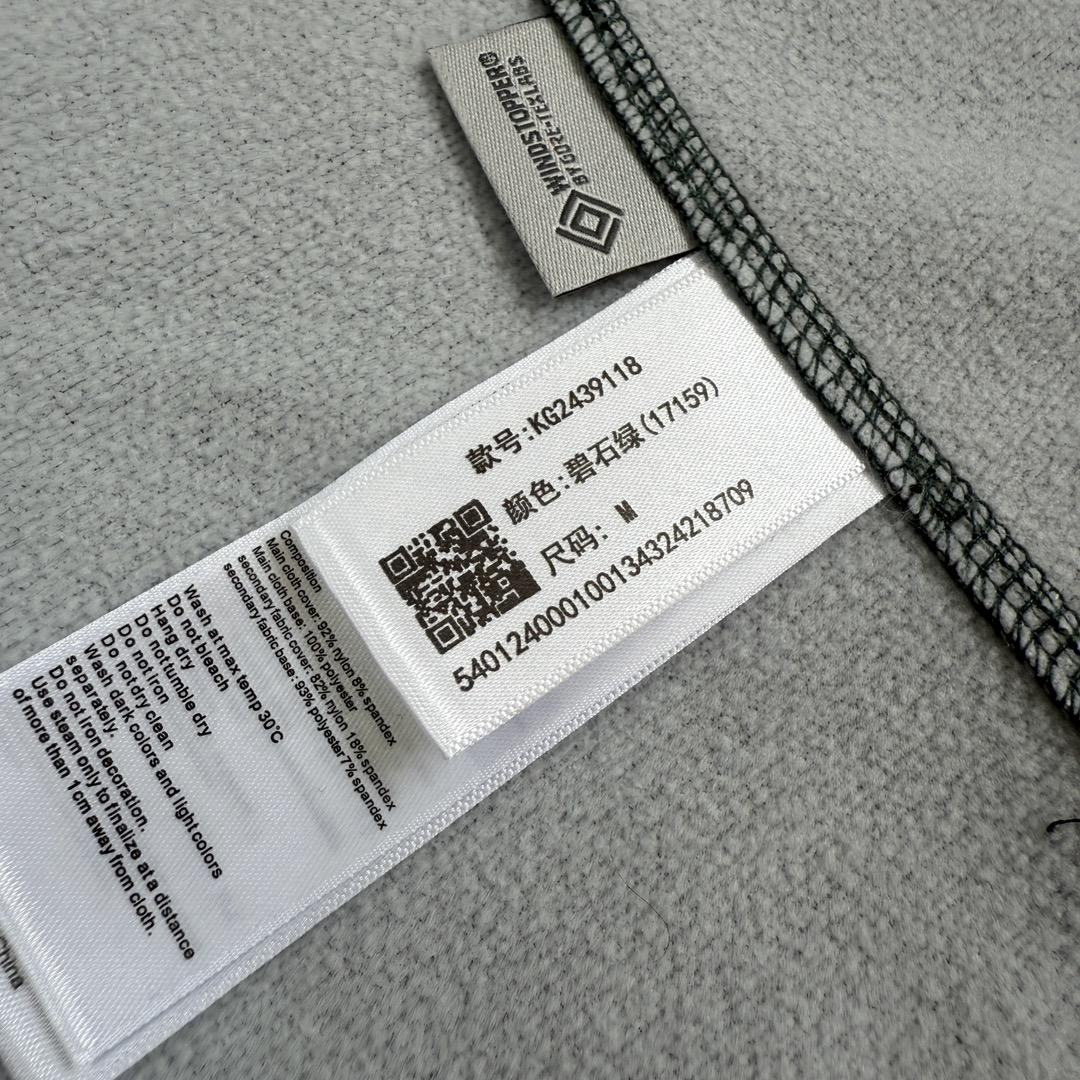 WINDSTOPPER®
BY GORE-TEX LABS
款号:KG2439118
颜色:碧石绿(17159)
尺码: M
540124000100134324218709
Composition
Main cloth cover: 92% nylon 8% spandex
Main cloth base: 100% polyester
secondary fabric cover: 82% nylon 18% spandex
secondary fabric base: 93% polyester 7% spandex
Wash at max temp 30℃
Do not bleach
Hang dry
Do not tumble dry
Do not iron
Do not dry clean
Wash dark colors and light colors
separately.
Do not iron decoration.
Use steam only to finalize at a distance
of more than 1cm away from cloth.
China